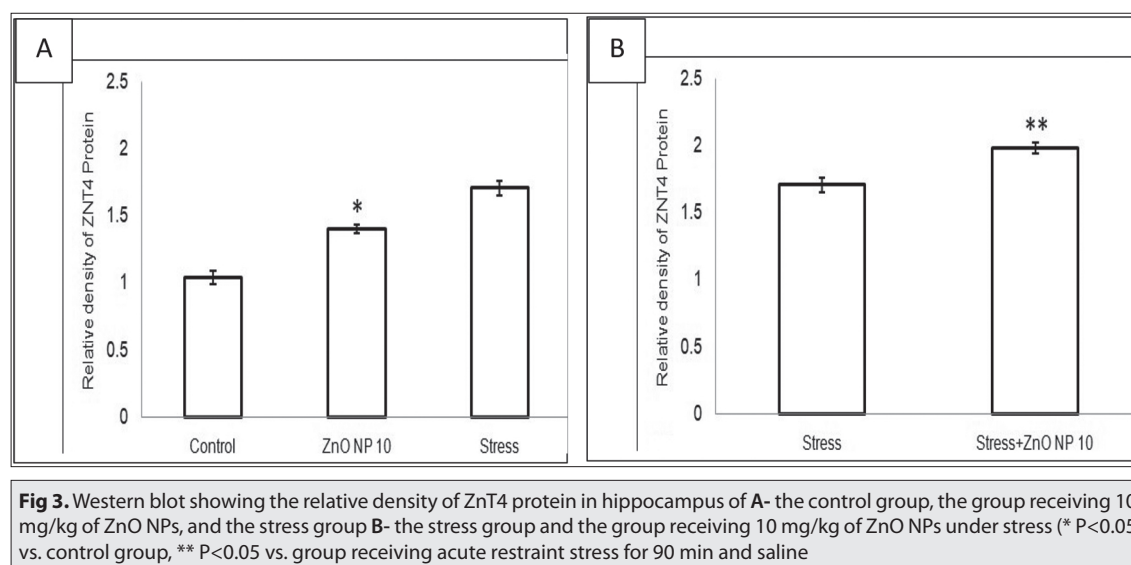 A
Relative density of ZNT4 Protein
2.5
2
1.5
1
0.5
0
*
Control
ZnO NP 10
Stress
B
Relative density of ZNT4 Protein
2.5
2
1.5
1
0.5
0
**
Stress
Stress+ZnO NP 10
Fig 3. Western blot showing the relative density of ZnT4 protein in hippocampus of A- the control group, the group receiving 10
mg/kg of ZnO NPs, and the stress group B- the stress group and the group receiving 10 mg/kg of ZnO NPs under stress (* P<0.05
vs. control group, ** P<0.05 vs. group receiving acute restraint stress for 90 min and saline